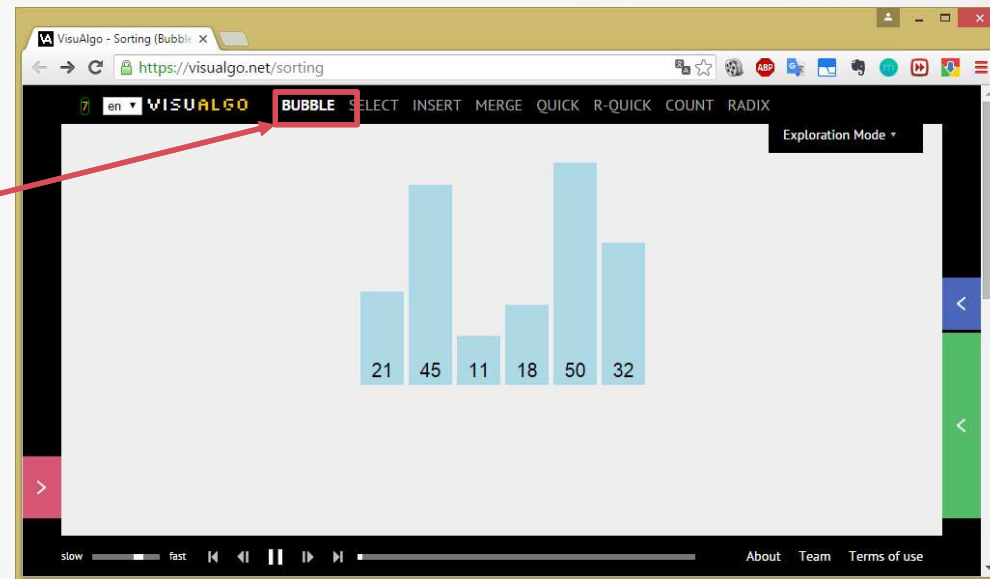 VisuAlgo - Sorting (Bubble
https://visualgo.net/sorting
7 en VISUALGO BUBBLE SELECT INSERT MERGE QUICK R-QUICK COUNT RADIX
Exploration Mode
21 45 11 18 50 32
slow fast About Team Terms of use